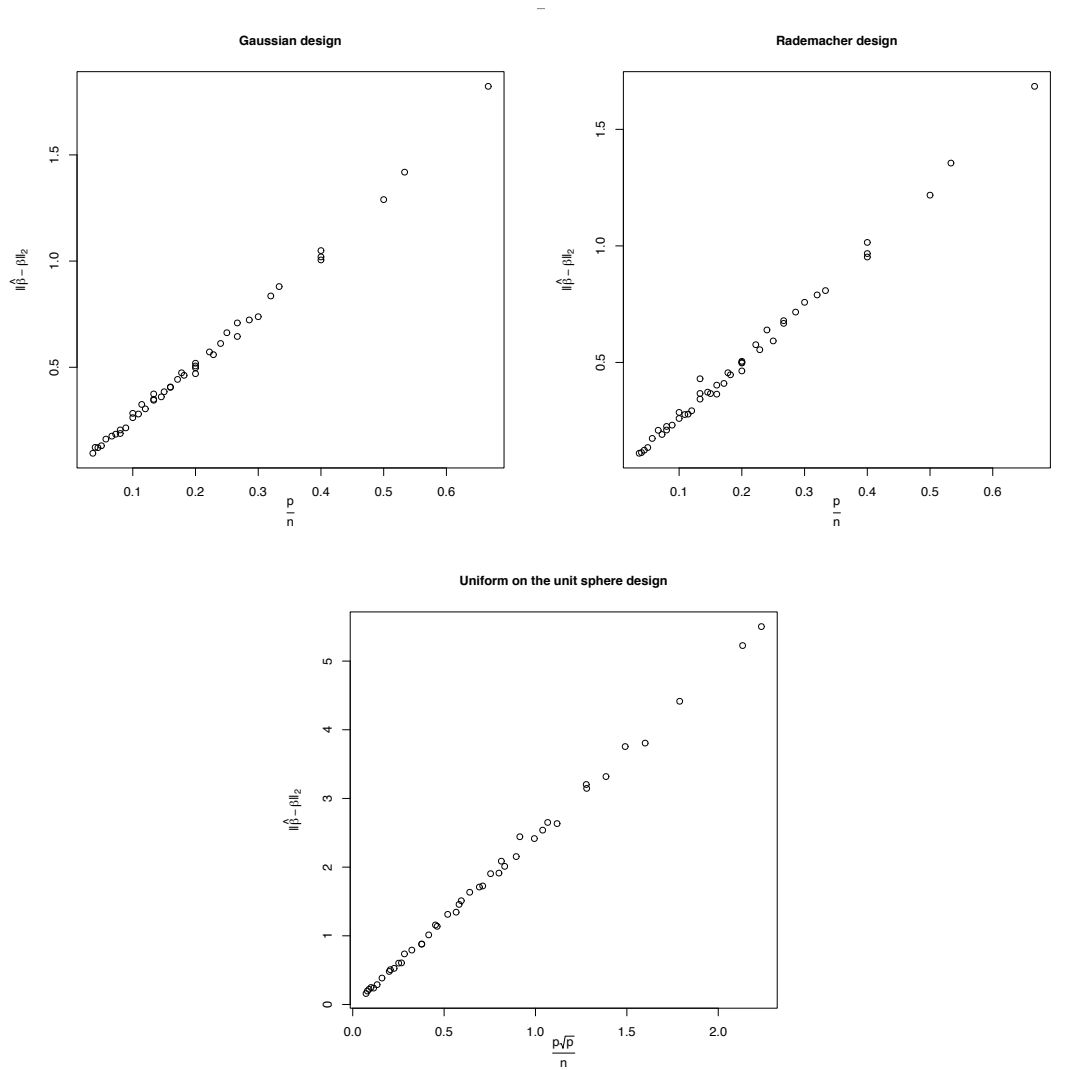 Gaussian design
Rademacher design
||β̂ − β||₂
0.5 1.0 1.5
0.1 0.2 0.3 0.4 0.5 0.6
p
n
||β̂ − β||₂
0.5 1.0 1.5
0.1 0.2 0.3 0.4 0.5 0.6
p
n
Uniform on the unit sphere design
||β̂ − β||₂
0 1 2 3 4 5
0.0 0.5 1.0 1.5 2.0
p√p
n